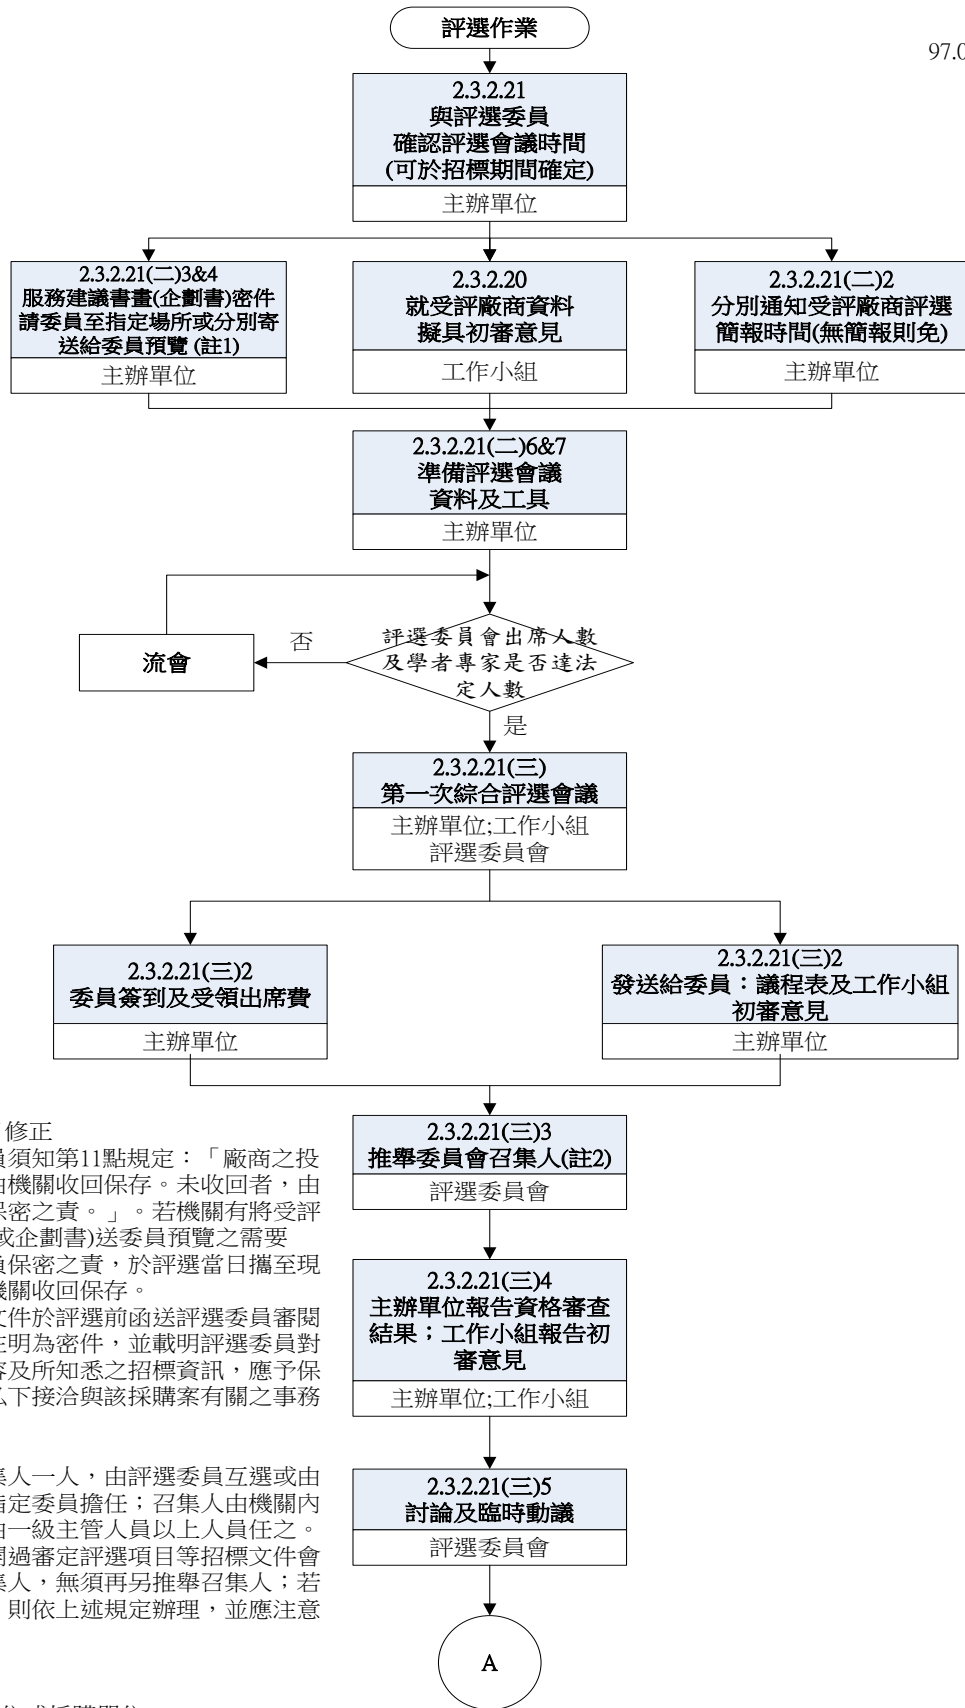 評選作業
97.0
2.3.2.21
與評選委員
確認評選會議時間
(可於招標期間確定)
主辦單位
2.3.2.21(二)3&4
服務建議書畫(企劃書)密件
請委員至指定場所或分別寄
送給委員預覽 (註1)
主辦單位
2.3.2.20
就受評廠商資料
擬具初審意見
工作小組
2.3.2.21(二)2
分別通知受評廠商評選
簡報時間(無簡報則免)
主辦單位
2.3.2.21(二)6&7
準備評選會議
資料及工具
主辦單位
評選委員會出席人數
及學者專家是否達法
定人數
否
流會
是
2.3.2.21(三)
第一次綜合評選會議
主辦單位;工作小組
評選委員會
2.3.2.21(三)2
委員簽到及受領出席費
主辦單位
2.3.2.21(三)2
發送給委員：議程表及工作小組
初審意見
主辦單位
2.3.2.21(三)3
推舉委員會召集人(註2)
評選委員會
2.3.2.21(三)4
主辦單位報告資格審查
結果；工作小組報告初
審意見
主辦單位;工作小組
2.3.2.21(三)5
討論及臨時動議
評選委員會
A
修正
員須知第11點規定：「廠商之投
由機關收回保存。未收回者，由
保密之責。」。若機關有將受評
或企劃書)送委員預覽之需要
負保密之責，於評選當日攜至現
機關收回保存。
文件於評選前函送評選委員審閱
註明為密件，並載明評選委員對
容及所知悉之招標資訊，應予保
私下接洽與該採購案有關之事務
集人一人，由評選委員互選或由
指定委員擔任；召集人由機關內
由一級主管人員以上人員任之。
開過審定評選項目等招標文件會
集人，無須再另推舉召集人；若
則依上述規定辦理，並應注意